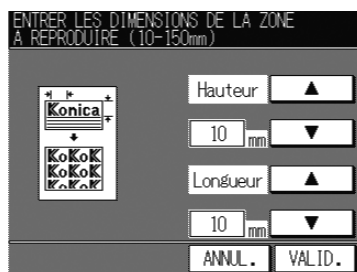 ENTRER LES DIMENSIONS DE LA ZONE
A REPRODUIRE (10-150mm)
Konica
KoKoK
KoKoK
KoKoK
Hauteur ▲
10 mm ▼
Longueur ▲
10 mm ▼
ANNUL. VALID.